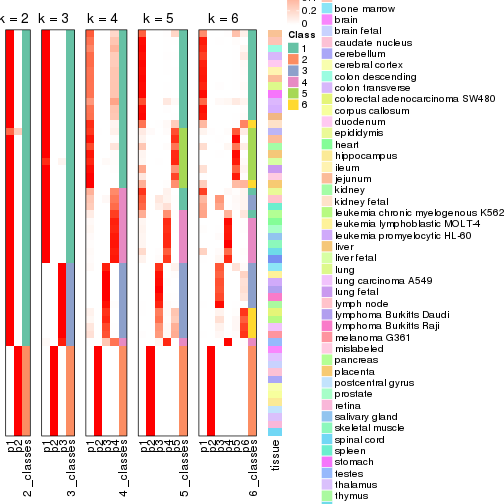 k = 2
k = 3
k = 4
k = 5
k = 6
0.2
0
Class
1
2
3
4
5
6
bone marrow
brain
brain fetal
caudate nucleus
cerebellum
cerebral cortex
colon descending
colon transverse
colorectal adenocarcinoma SW480
corpus callosum
duodenum
epididymis
heart
hippocampus
ileum
jejunum
kidney
kidney fetal
leukemia chronic myelogenous K562
leukemia lymphoblastic MOLT-4
leukemia promyelocytic HL-60
liver
liver fetal
lung
lung carcinoma A549
lung fetal
lymph node
lymphoma Burkitts Daudi
lymphoma Burkitts Raji
melanoma G361
mislabeled
pancreas
placenta
postcentral gyrus
prostate
retina
salivary gland
skeletal muscle
spinal cord
spleen
stomach
testes
thalamus
thymus
p1
p2
2_classes
p1
p2
p3
3_classes
p1
p2
p3
p4
4_classes
p1
p2
p3
p4
p5
5_classes
p1
p2
p3
p4
p5
p6
6_classes
tissue